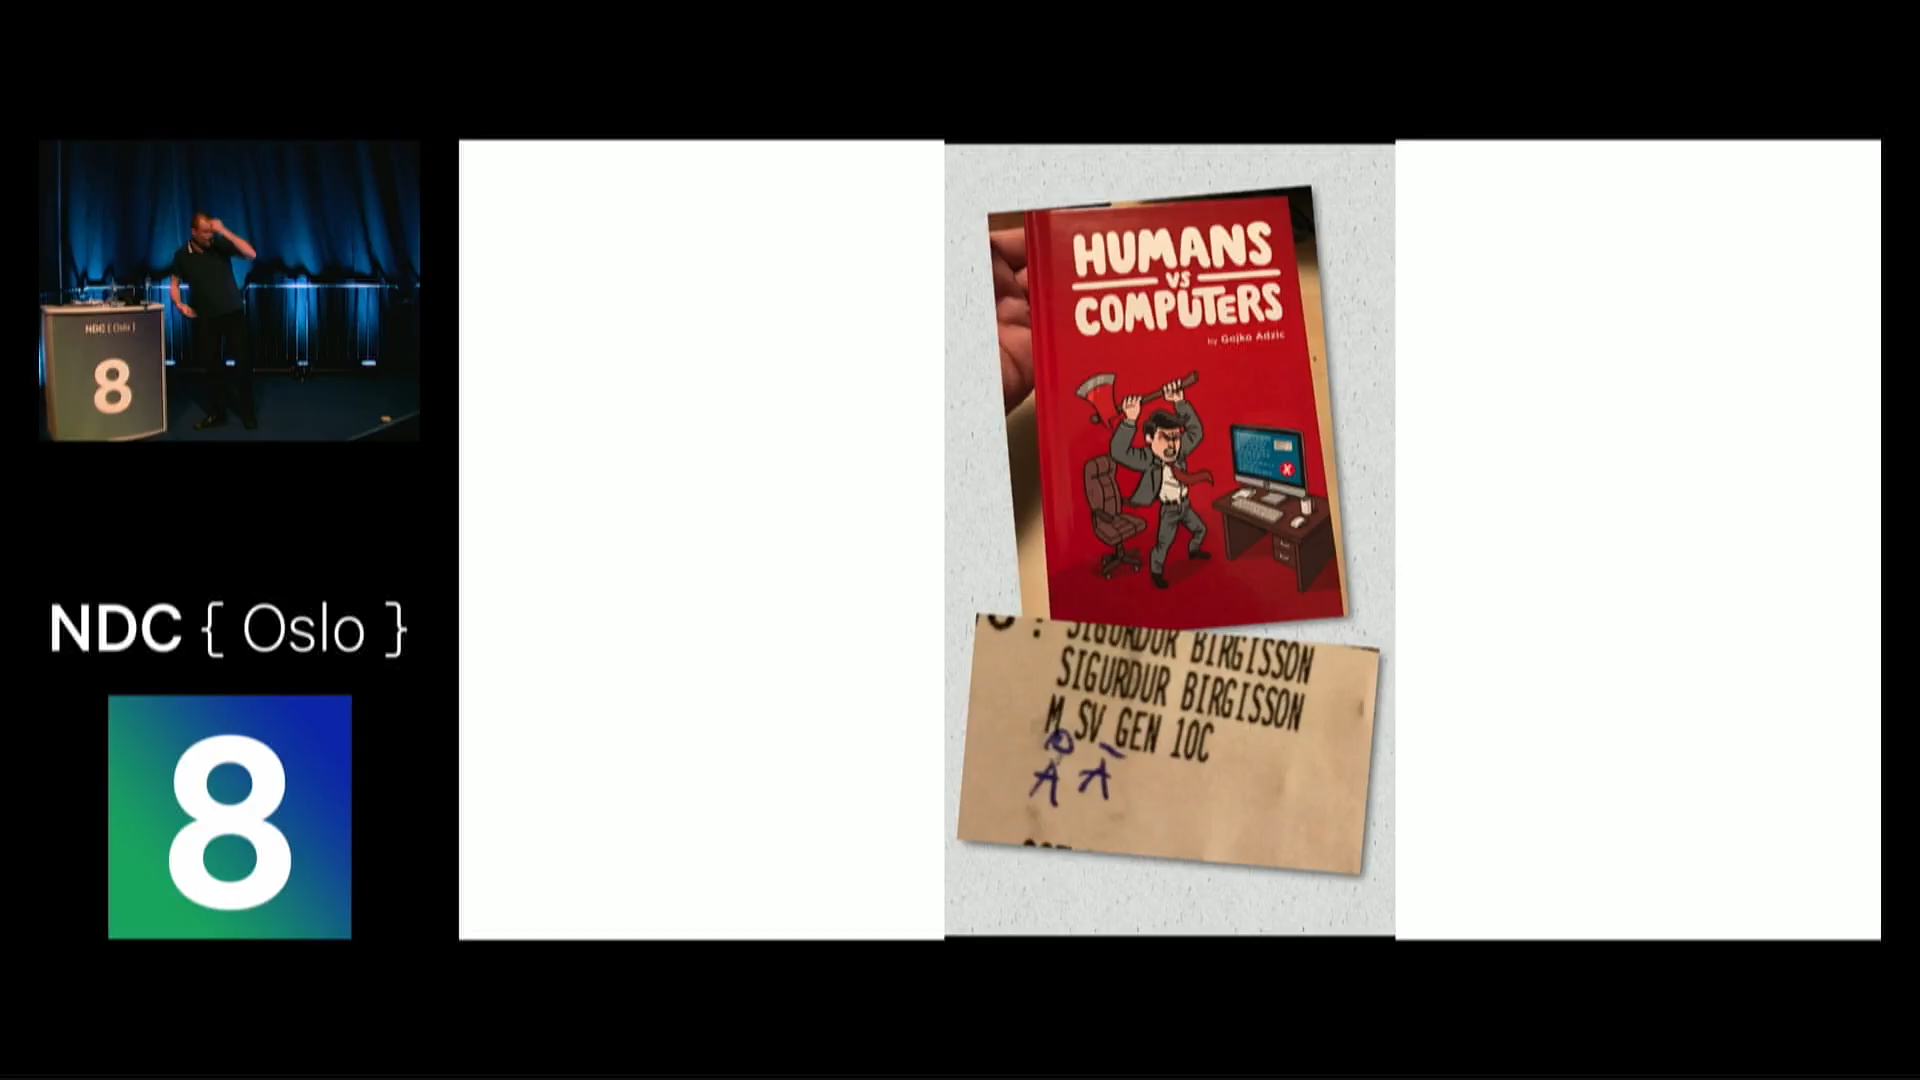 NDC { Oslo }
8
NDC { Oslo }
8
HUMANS
VS
COMPUTERS
by Gojko Adzic
SIGURDUR BIRGISSON
SIGURDUR BIRGISSON
M SV GEN 10C
A A